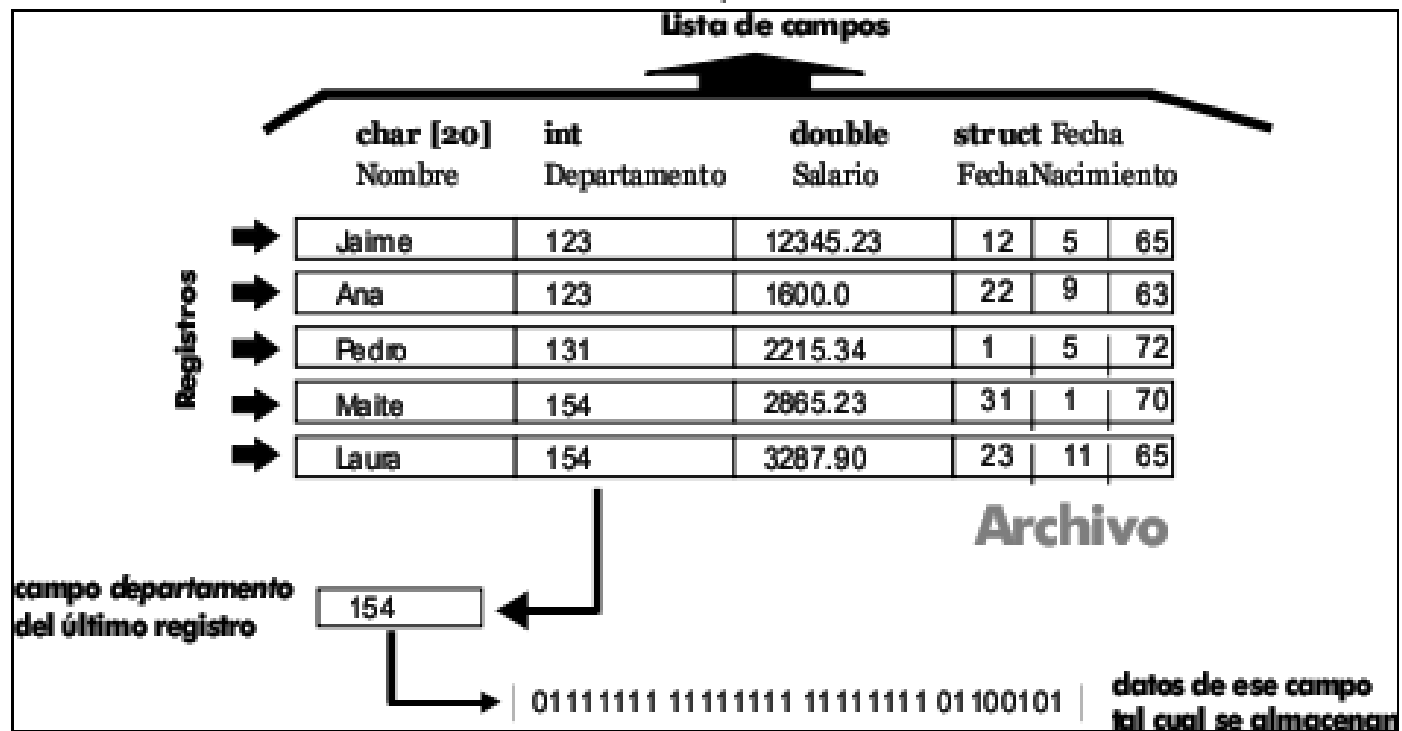 Lista de campos
char [20] int double struct Fecha
Nombre Departamento Salario FechaNacimiento
Registros
Jaime 123 12345.23 12 5 65
Ana 123 1600.0 22 9 63
Pedro 131 2215.34 1 5 72
Maite 154 2865.23 31 1 70
Laura 154 3287.90 23 11 65
Archivo
campo departamento
del último registro
154
01111111 11111111 11111111 01100101
datos de ese campo
tal cual se almacenan